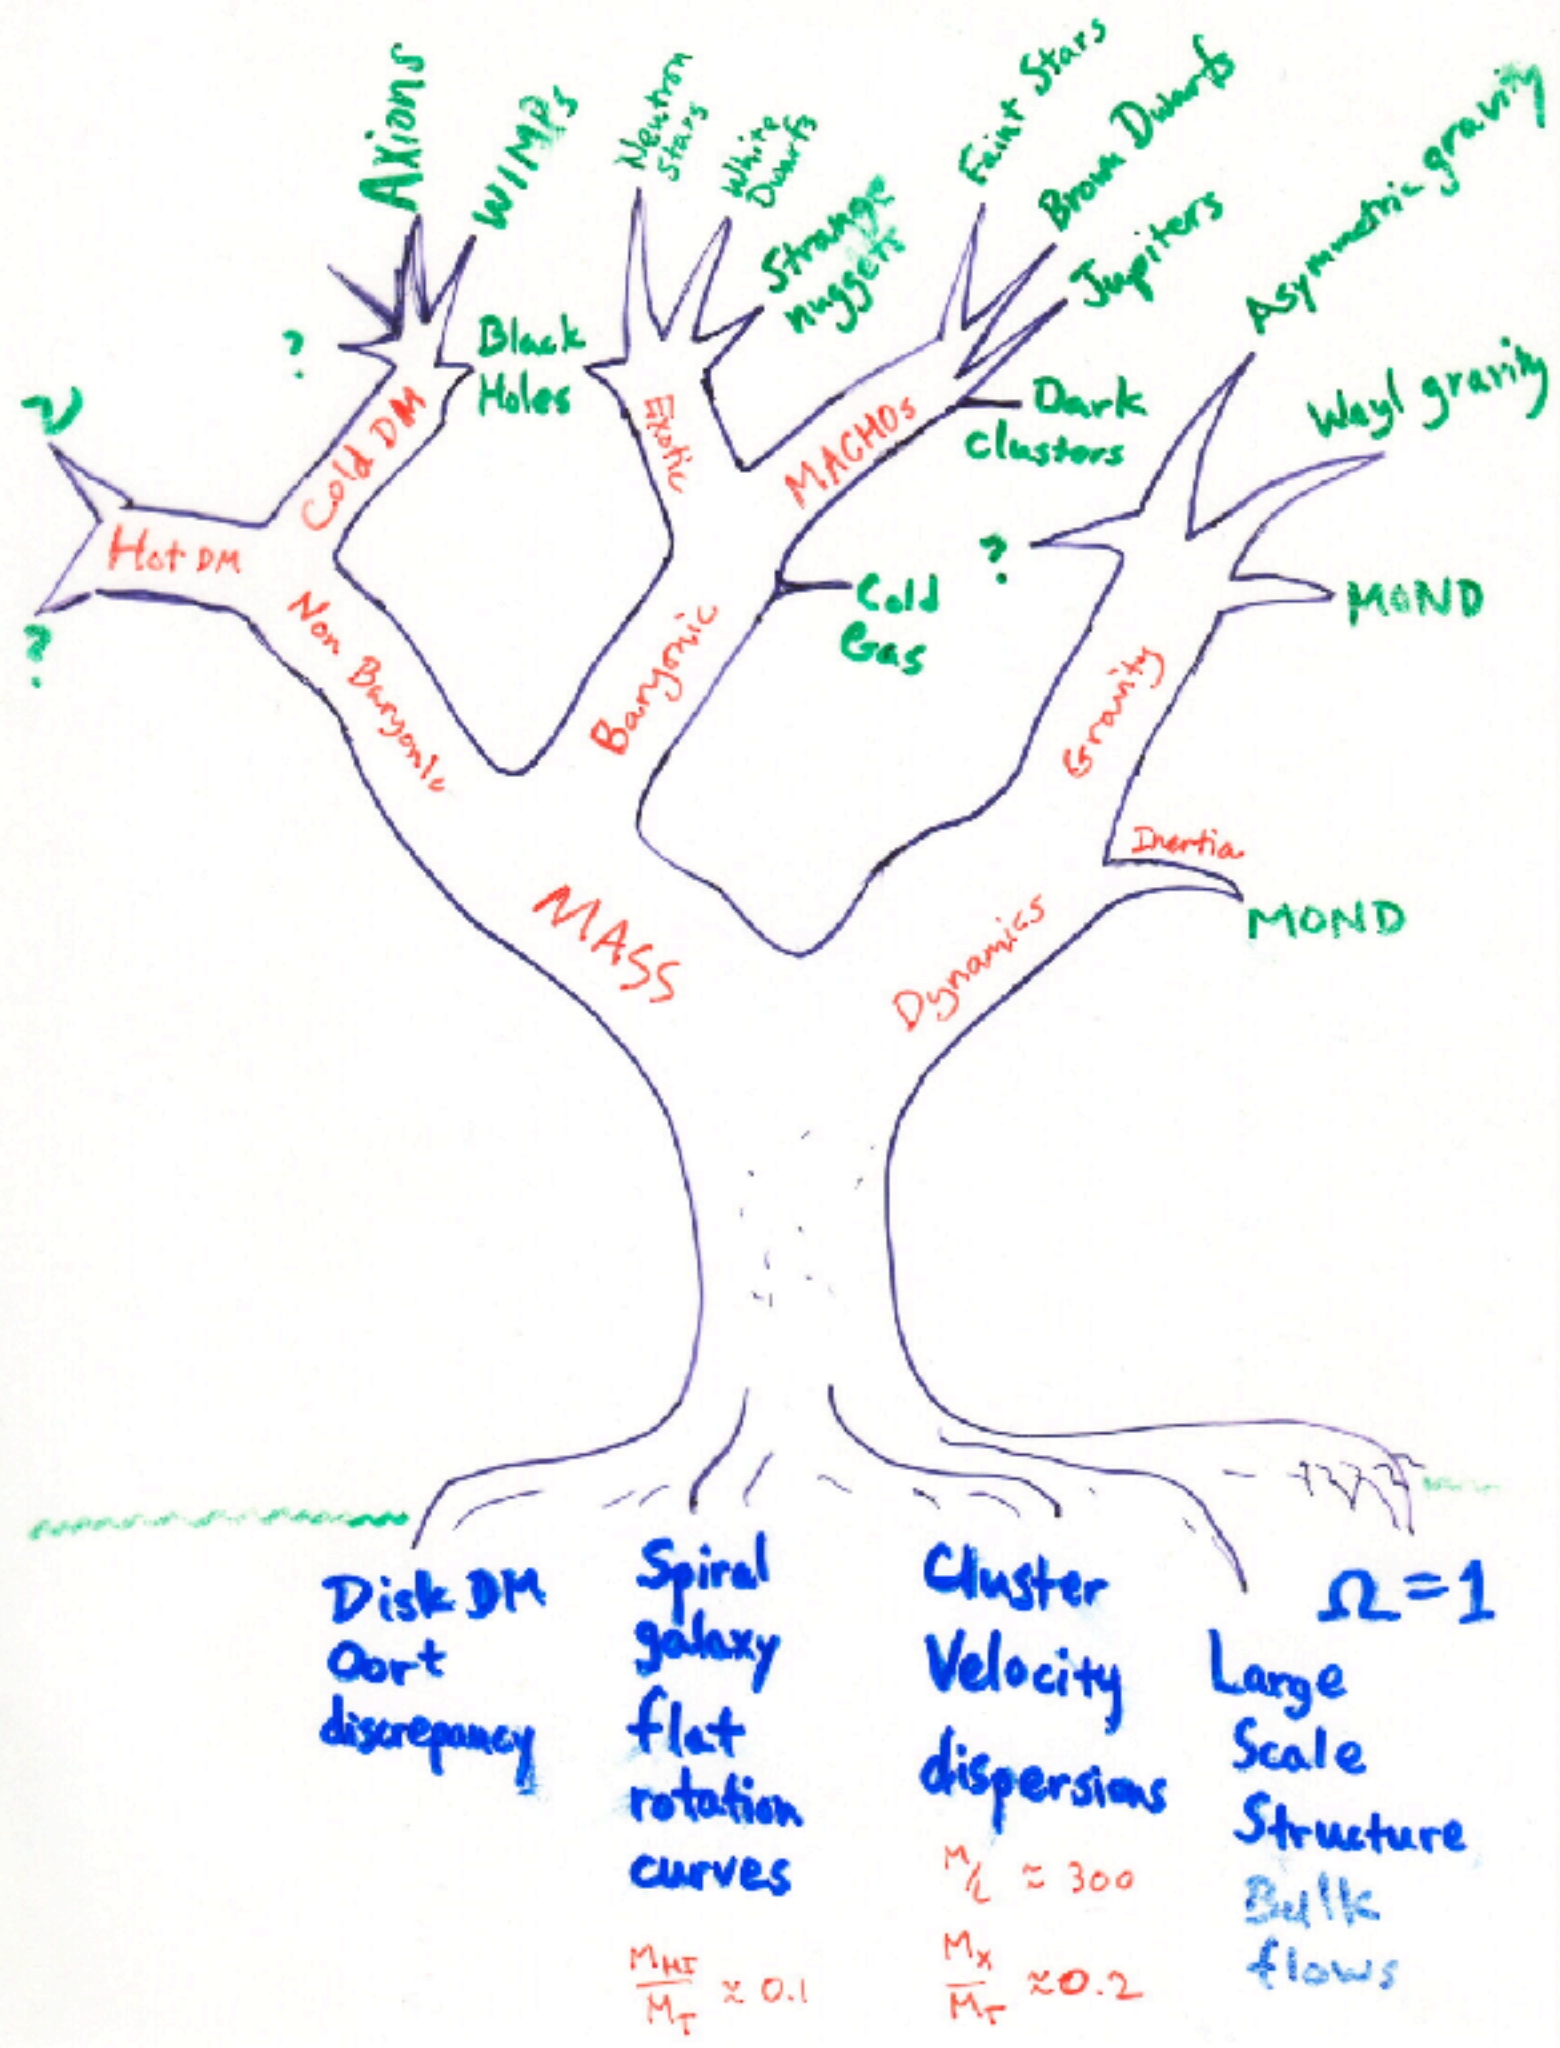 Axions
WIMPs
Neutron
Stars
White
Dwarfs
Strange
nuggets
Faint Stars
Brown Dwarfs
Jupiters
Asymmetric gravity
Weyl gravity
?
Black
Holes
Dark
clusters
ν
Cold DM
Exotic
MACHOs
Hot DM
?
?
Cold
Gas
MOND
Non Baryonic
Baryonic
Gravity
Inertia
MOND
MASS
Dynamics
Disk DM
Oort
discrepancy
Spiral
galaxy
flat
rotation
curves
M_HI/M_T ≈ 0.1
Cluster
Velocity
dispersions
M/L ≈ 300
M_X/M_T ≈ 0.2
Ω = 1
Large
Scale
Structure
Bulk
flows